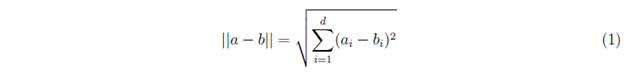 ||a − b|| = √∑_{i=1}^{d}(a_i − b_i)² (1)